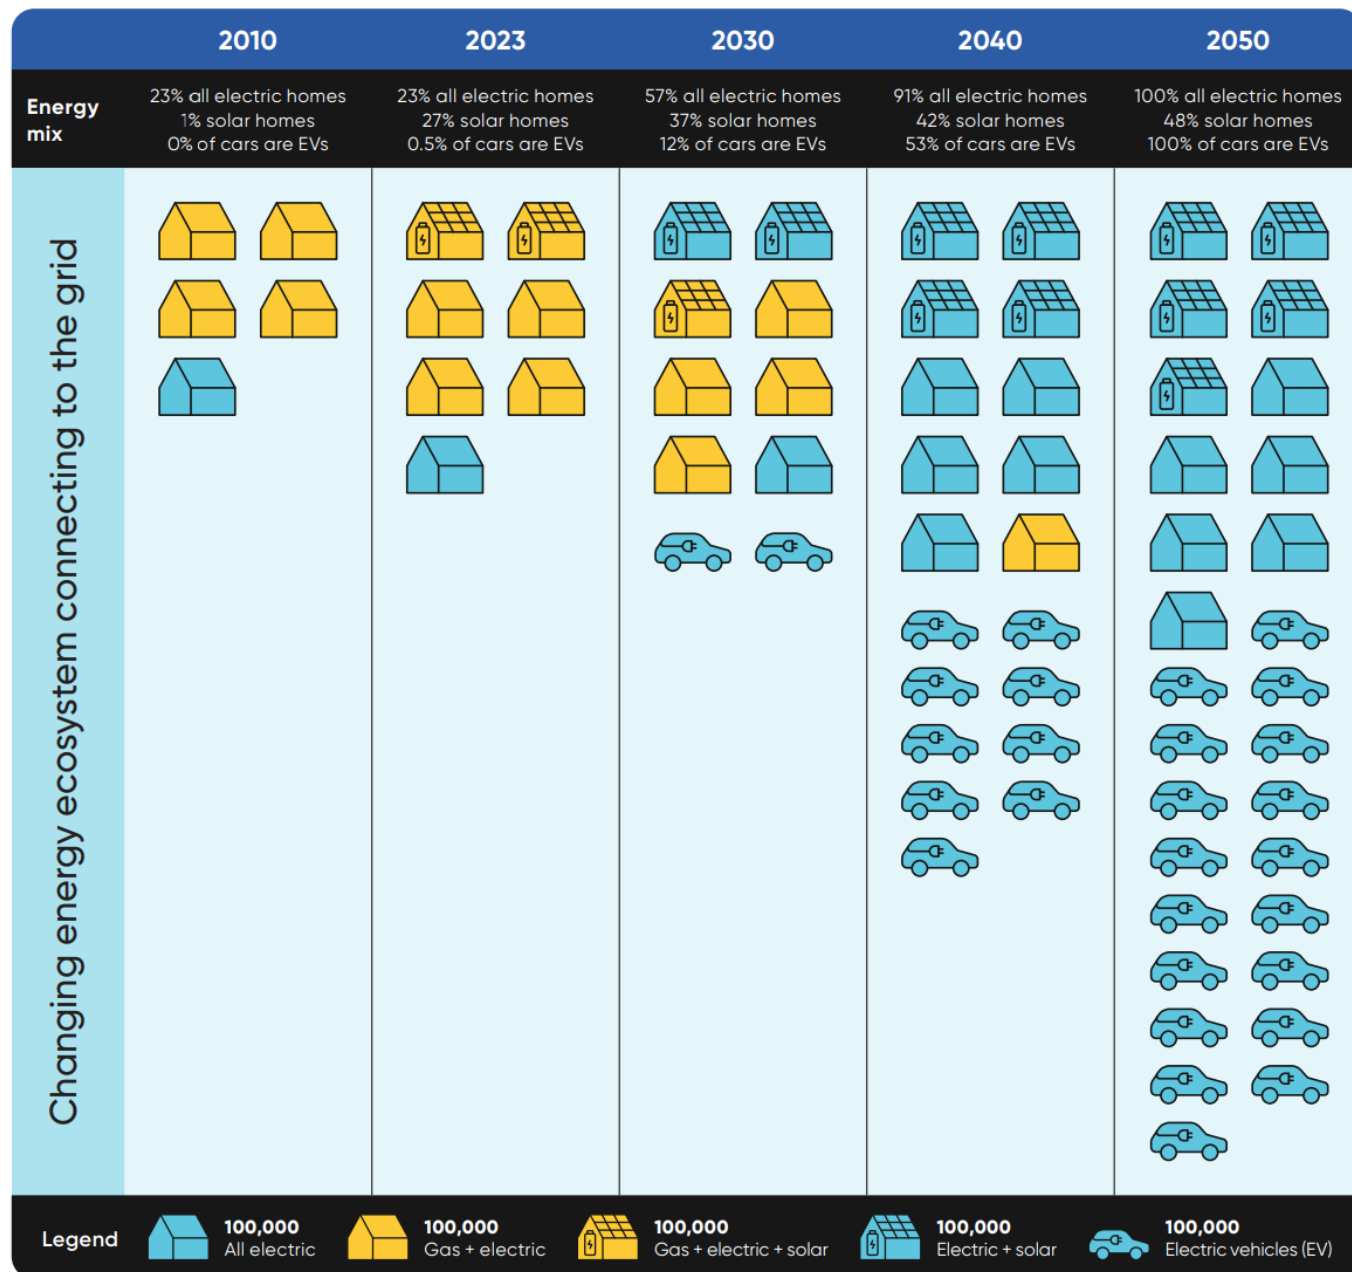 2010
2023
2030
2040
2050
Energy
mix
23% all electric homes
1% solar homes
0% of cars are EVs
23% all electric homes
27% solar homes
0.5% of cars are EVs
57% all electric homes
37% solar homes
12% of cars are EVs
91% all electric homes
42% solar homes
53% of cars are EVs
100% all electric homes
48% solar homes
100% of cars are EVs
Changing energy ecosystem connecting to the grid
Legend
100,000
All electric
100,000
Gas + electric
100,000
Gas + electric + solar
100,000
Electric + solar
100,000
Electric vehicles (EV)